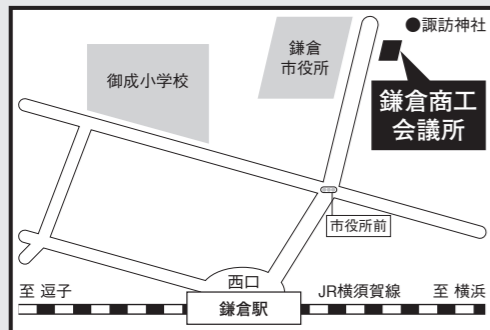 ●諏訪神社
鎌倉
市役所
御成小学校
鎌倉商工
会議所
市役所前
西口
至 逗子
JR横須賀線
至 横浜
鎌倉駅